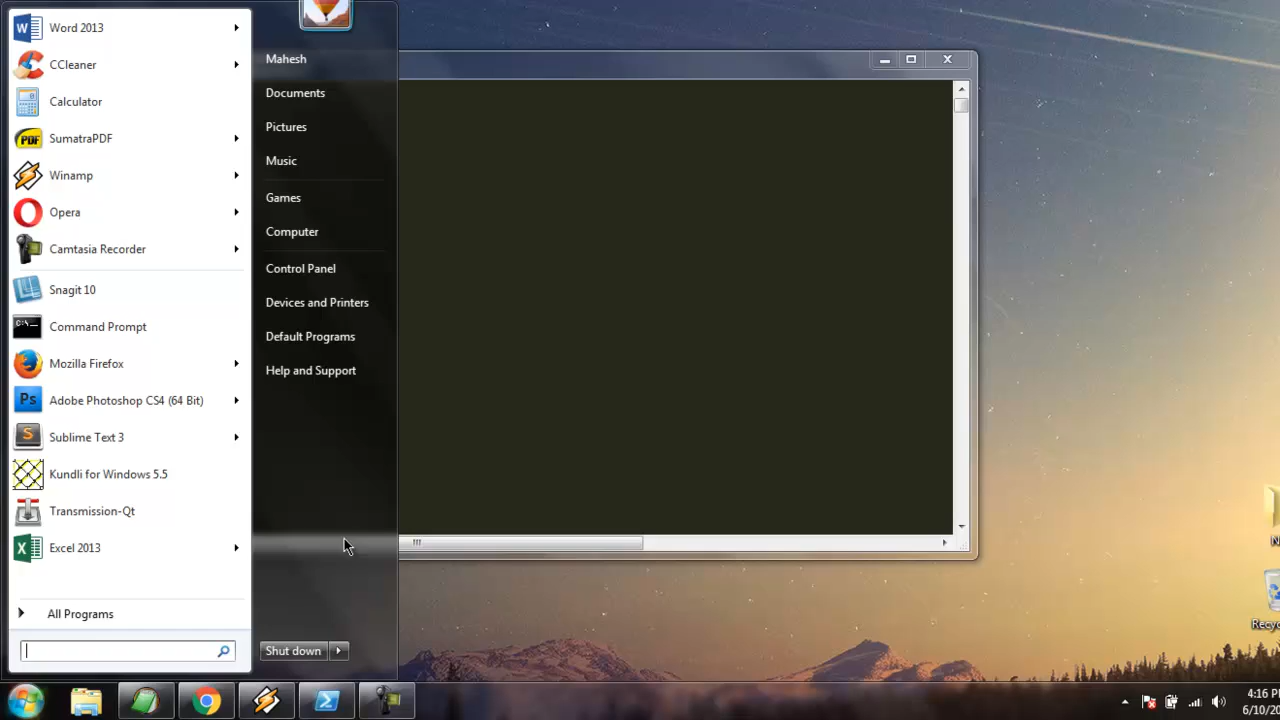 Word 2013
CCleaner
Calculator
SumatraPDF
Winamp
Opera
Camtasia Recorder
Snagit 10
Command Prompt
Mozilla Firefox
Adobe Photoshop CS4 (64 Bit)
Sublime Text 3
Kundli for Windows 5.5
Transmission-Qt
Excel 2013
All Programs
Mahesh
Documents
Pictures
Music
Games
Computer
Control Panel
Devices and Printers
Default Programs
Help and Support
Shut down
N
Recyc
4:16 P
6/10/20